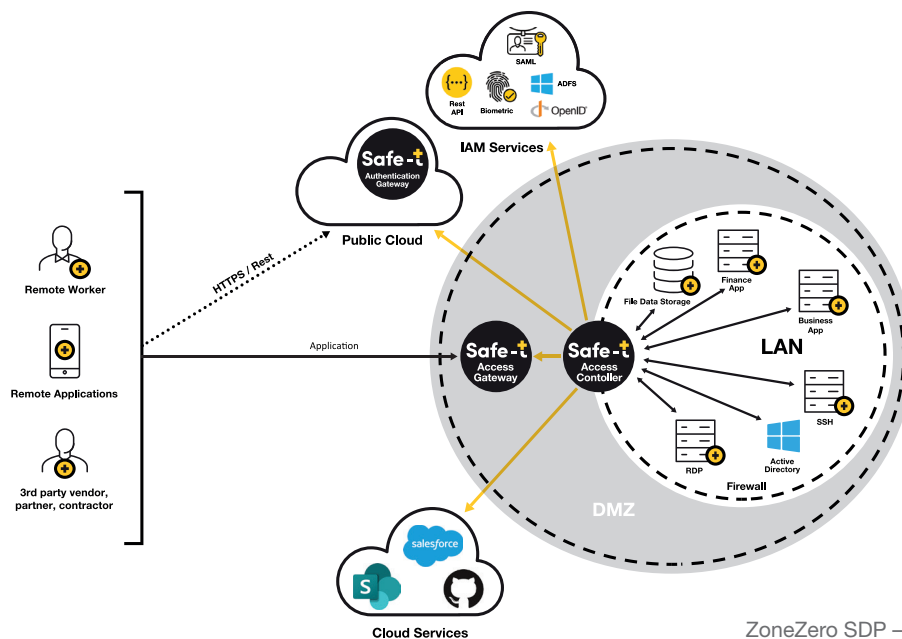 SAML
{...}
Rest
API
Biometric
ADFS
OpenID
IAM Services
Safe-t
Authentication
Gateway
Public Cloud
HTTPS / Rest
Remote Worker
Remote Applications
3rd party vendor,
partner, contractor
Application
Safe-t
Access
Gateway
Safe-t
Access
Contoller
File Data Storage
Finance
App
Business
App
LAN
SSH
Active
Directory
RDP
Firewall
DMZ
salesforce
S
Cloud Services
ZoneZero SDP –